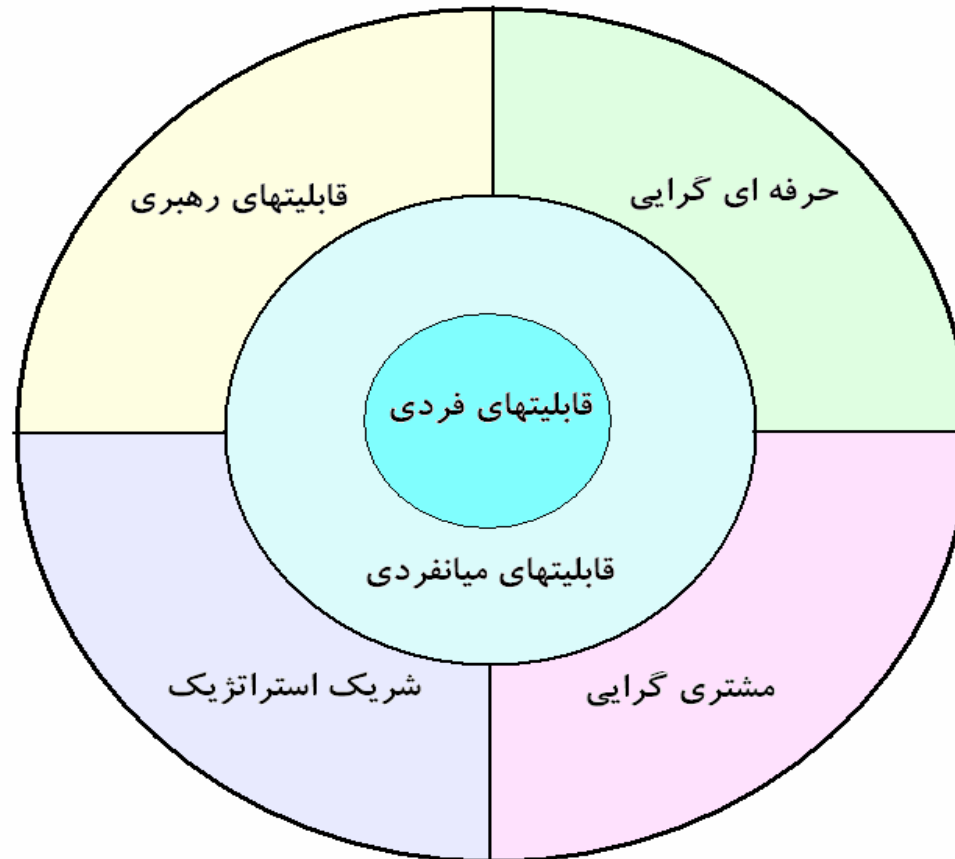 حرفه ای گرایی
قابلیتهای رهبری
قابلیتهای فردی
قابلیتهای میانفردی
مشتری گرایی
شریک استراتژیک